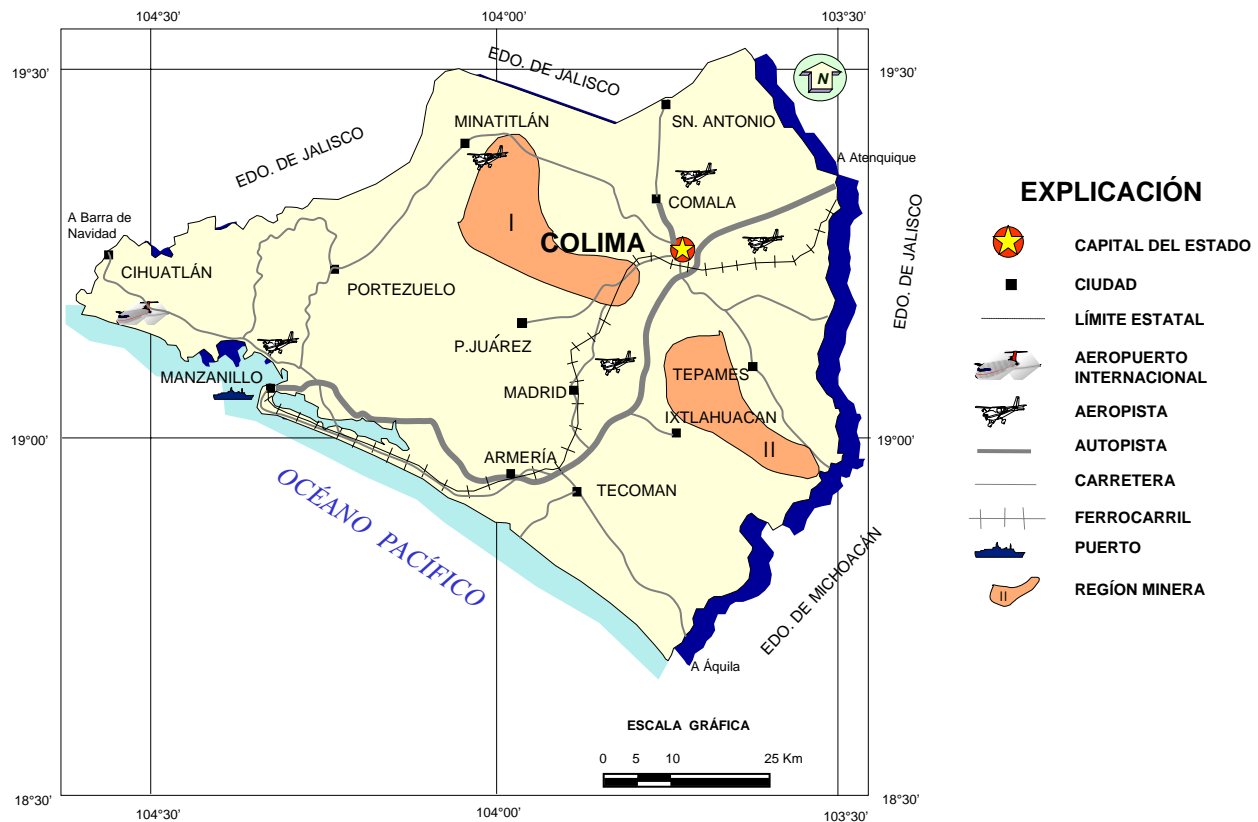 104°30'
104°00'
103°30'
19°30'
19°30'
EDO. DE JALISCO
N
MINATITLÁN
SN. ANTONIO
EDO. DE JALISCO
A Atenquique
COMALA
EDO. DE JALISCO
A Barra de
Navidad
I
COLIMA
CIHUATLÁN
PORTEZUELO
P.JUÁREZ
MANZANILLO
MADRID
TEPAMES
IXTLAHUACAN
19°00'
19°00'
II
ARMERÍA
TECOMAN
OCÉANO PACÍFICO
EDO. DE MICHOACÁN
A Áquila
ESCALA GRÁFICA
0 5 10 25 Km
18°30'
18°30'
104°30'
104°00'
103°30'
EXPLICACIÓN
CAPITAL DEL ESTADO
CIUDAD
LÍMITE ESTATAL
AEROPUERTO
INTERNACIONAL
AEROPISTA
AUTOPISTA
CARRETERA
FERROCARRIL
PUERTO
II
REGÍON MINERA